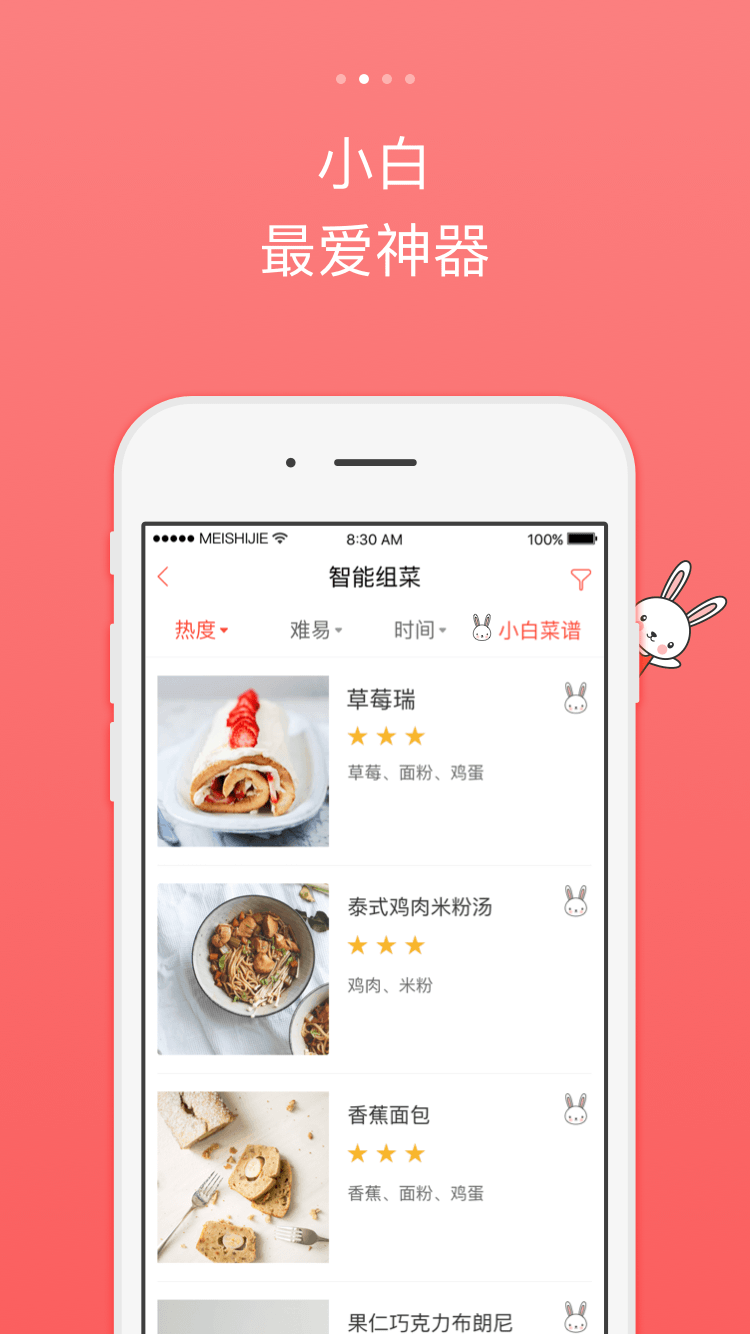 小白
最爱神器
MEISHIJIE 8:30 AM 100%
智能组菜
热度 难易 时间 小白菜谱
草莓瑞
草莓、面粉、鸡蛋
泰式鸡肉米粉汤
鸡肉、米粉
香蕉面包
香蕉、面粉、鸡蛋
果仁巧克力布朗尼